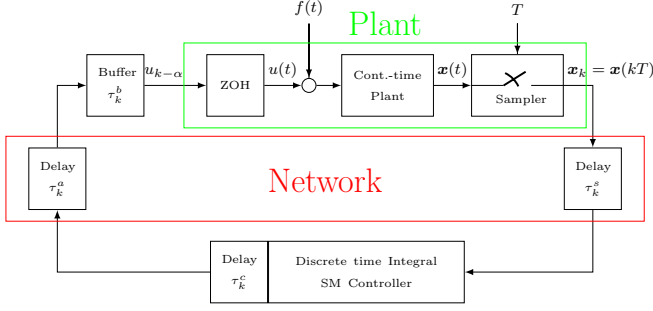 f(t)
T
Plant
Buffer
τ_k^b
u_{k−α}
ZOH
u(t)
Cont.-time
Plant
x(t)
Sampler
x_k = x(kT)
Delay
τ_k^a
Network
Delay
τ_k^s
Delay
τ_k^c
Discrete time Integral
SM Controller